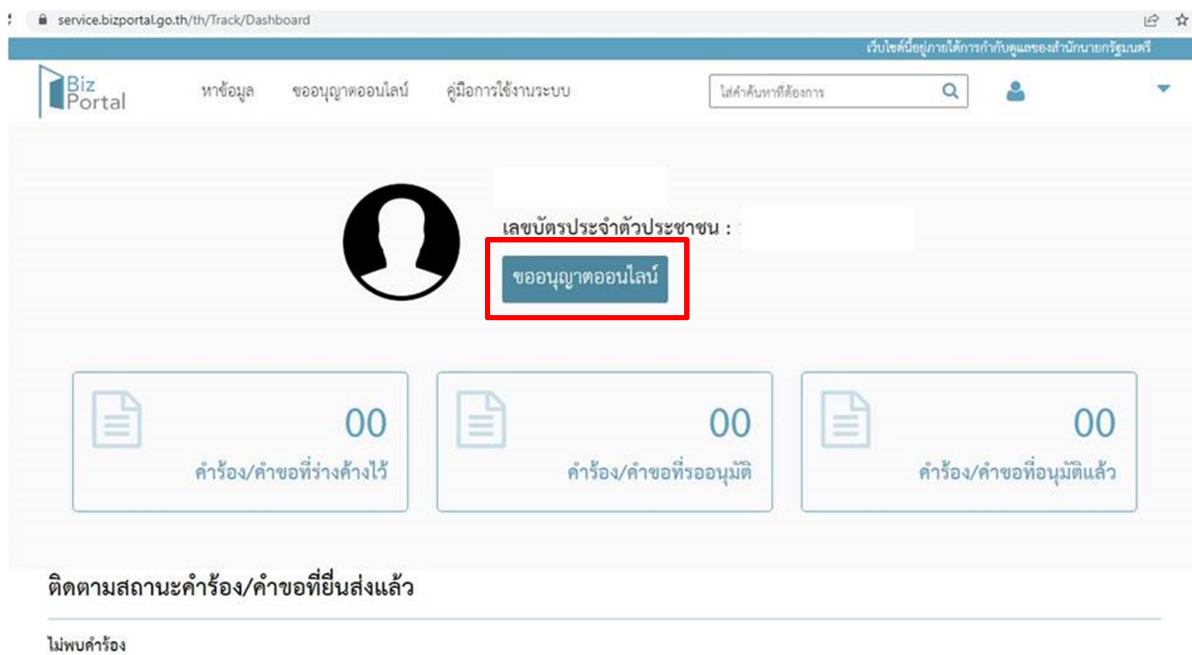 service.bizportal.go.th/th/Track/Dashboard
เว็บไซต์นี้อยู่ภายใต้การกำกับดูแลของสำนักนายกรัฐมนตรี
Biz Portal
หาข้อมูล ขออนุญาตออนไลน์ คู่มือการใช้งานระบบ ใส่คำค้นหาที่ต้องการ
เลขบัตรประจำตัวประชาชน :
ขออนุญาตออนไลน์
00 00 00
คำร้อง/คำขอที่ร่างค้างไว้ คำร้อง/คำขอที่รออนุมัติ คำร้อง/คำขอที่อนุมัติแล้ว
ติดตามสถานะคำร้อง/คำขอที่ยื่นส่งแล้ว
ไม่พบคำร้อง